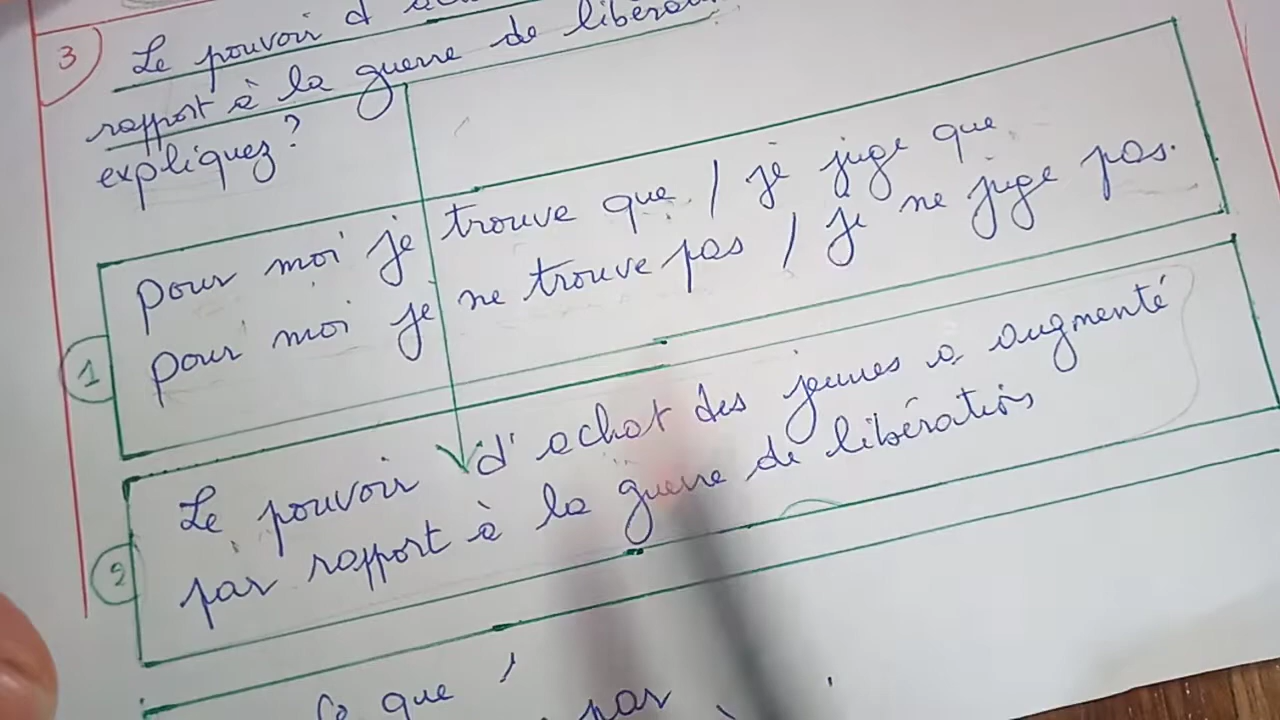 3
Le pouvoir d'
rapport à la guerre de
expliquez?
pour moi je trouve que / je juge que
pour moi je ne trouve pas / je ne juge pas.
1
Le pouvoir d'achat des jeunes a augmenté
par rapport à la guerre de libération
2
Ce que
par